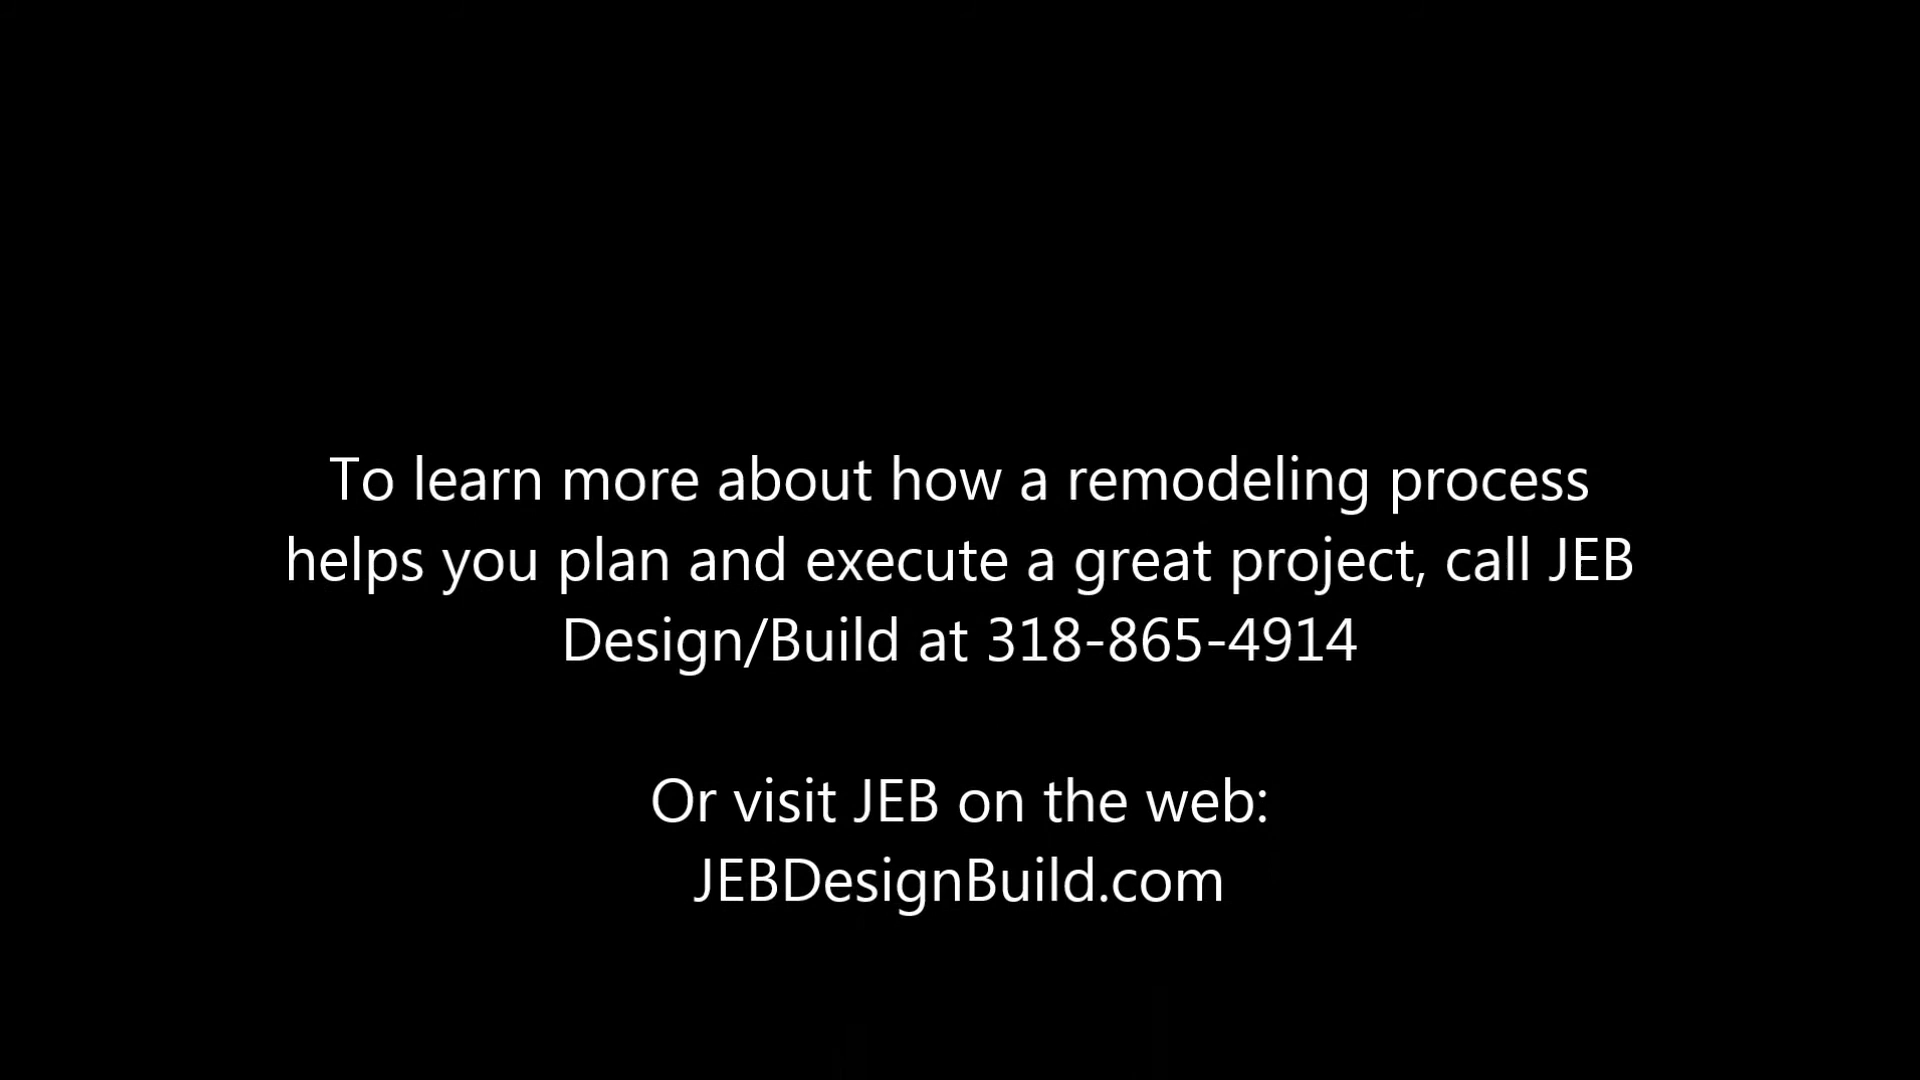 To learn more about how a remodeling process
helps you plan and execute a great project, call JEB
Design/Build at 318-865-4914
Or visit JEB on the web:
JEBDesignBuild.com